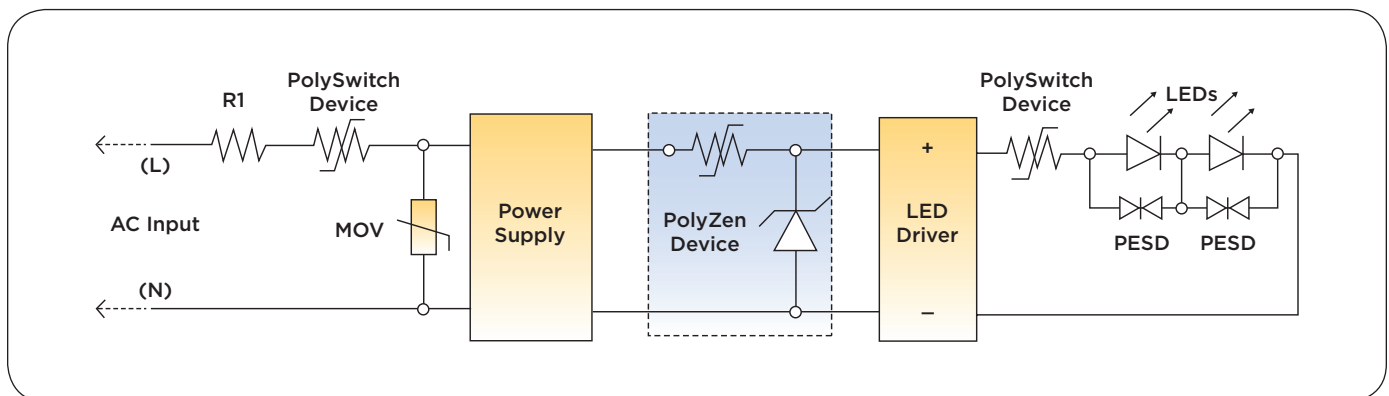 R1
PolySwitch
Device
(L)
AC Input
(N)
MOV
Power
Supply
PolyZen
Device
+
LED
Driver
–
PolySwitch
Device
LEDs
PESD
PESD